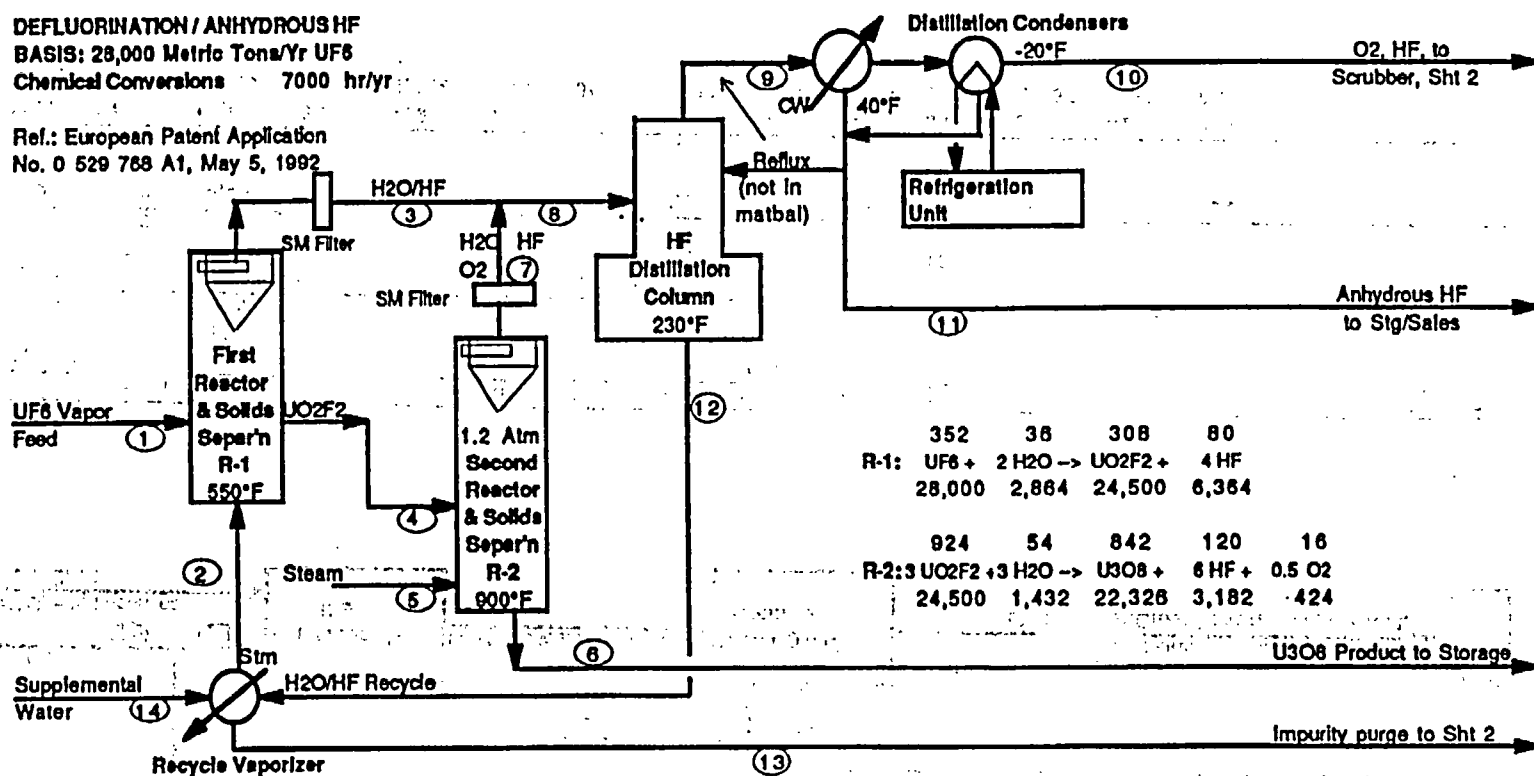 DEFLUORINATION / ANHYDROUS HF
BASIS: 28,000 Metric Tons/Yr UF6
Chemical Conversions 7000 hr/yr
Ref.: European Patent Application
No. 0 529 768 A1, May 5, 1992
Distillation Condensers
-20°F
9
10
O2, HF, to
Scrubber, Sht 2
CW
40°F
Reflux
(not in
matbal)
Refrigeration
Unit
H2O/HF
3
8
SM Filter
H2O HF
O2
7
SM Filter
HF
Distillation
Column
230°F
Anhydrous HF
to Stg/Sales
11
First
Reactor
& Solids
Separ'n
R-1
550°F
UF6 Vapor
Feed
1
UO2F2
4
1.2 Atm
Second
Reactor
& Solids
Separ'n
R-2
900°F
12
352 36 308 80
R-1: UF6 + 2 H2O -> UO2F2 + 4 HF
28,000 2,864 24,500 6,364
924 54 842 120 16
R-2: 3 UO2F2 + 3 H2O -> U3O8 + 6 HF + 0.5 O2
24,500 1,432 22,326 3,182 424
2
Steam
5
6
U3O8 Product to Storage
Stm
Supplemental
Water
14
H2O/HF Recycle
Recycle Vaporizer
13
Impurity purge to Sht 2